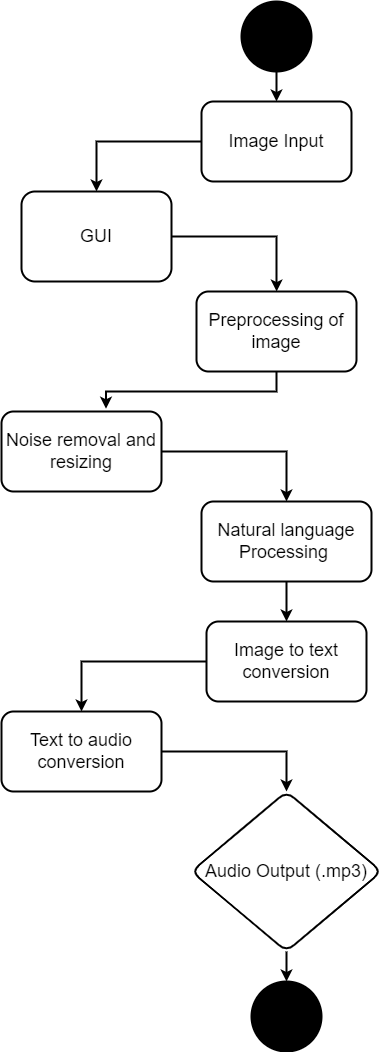 Image Input
GUI
Preprocessing of
image
Noise removal and
resizing
Natural language
Processing
Image to text
conversion
Text to audio
conversion
Audio Output (.mp3)